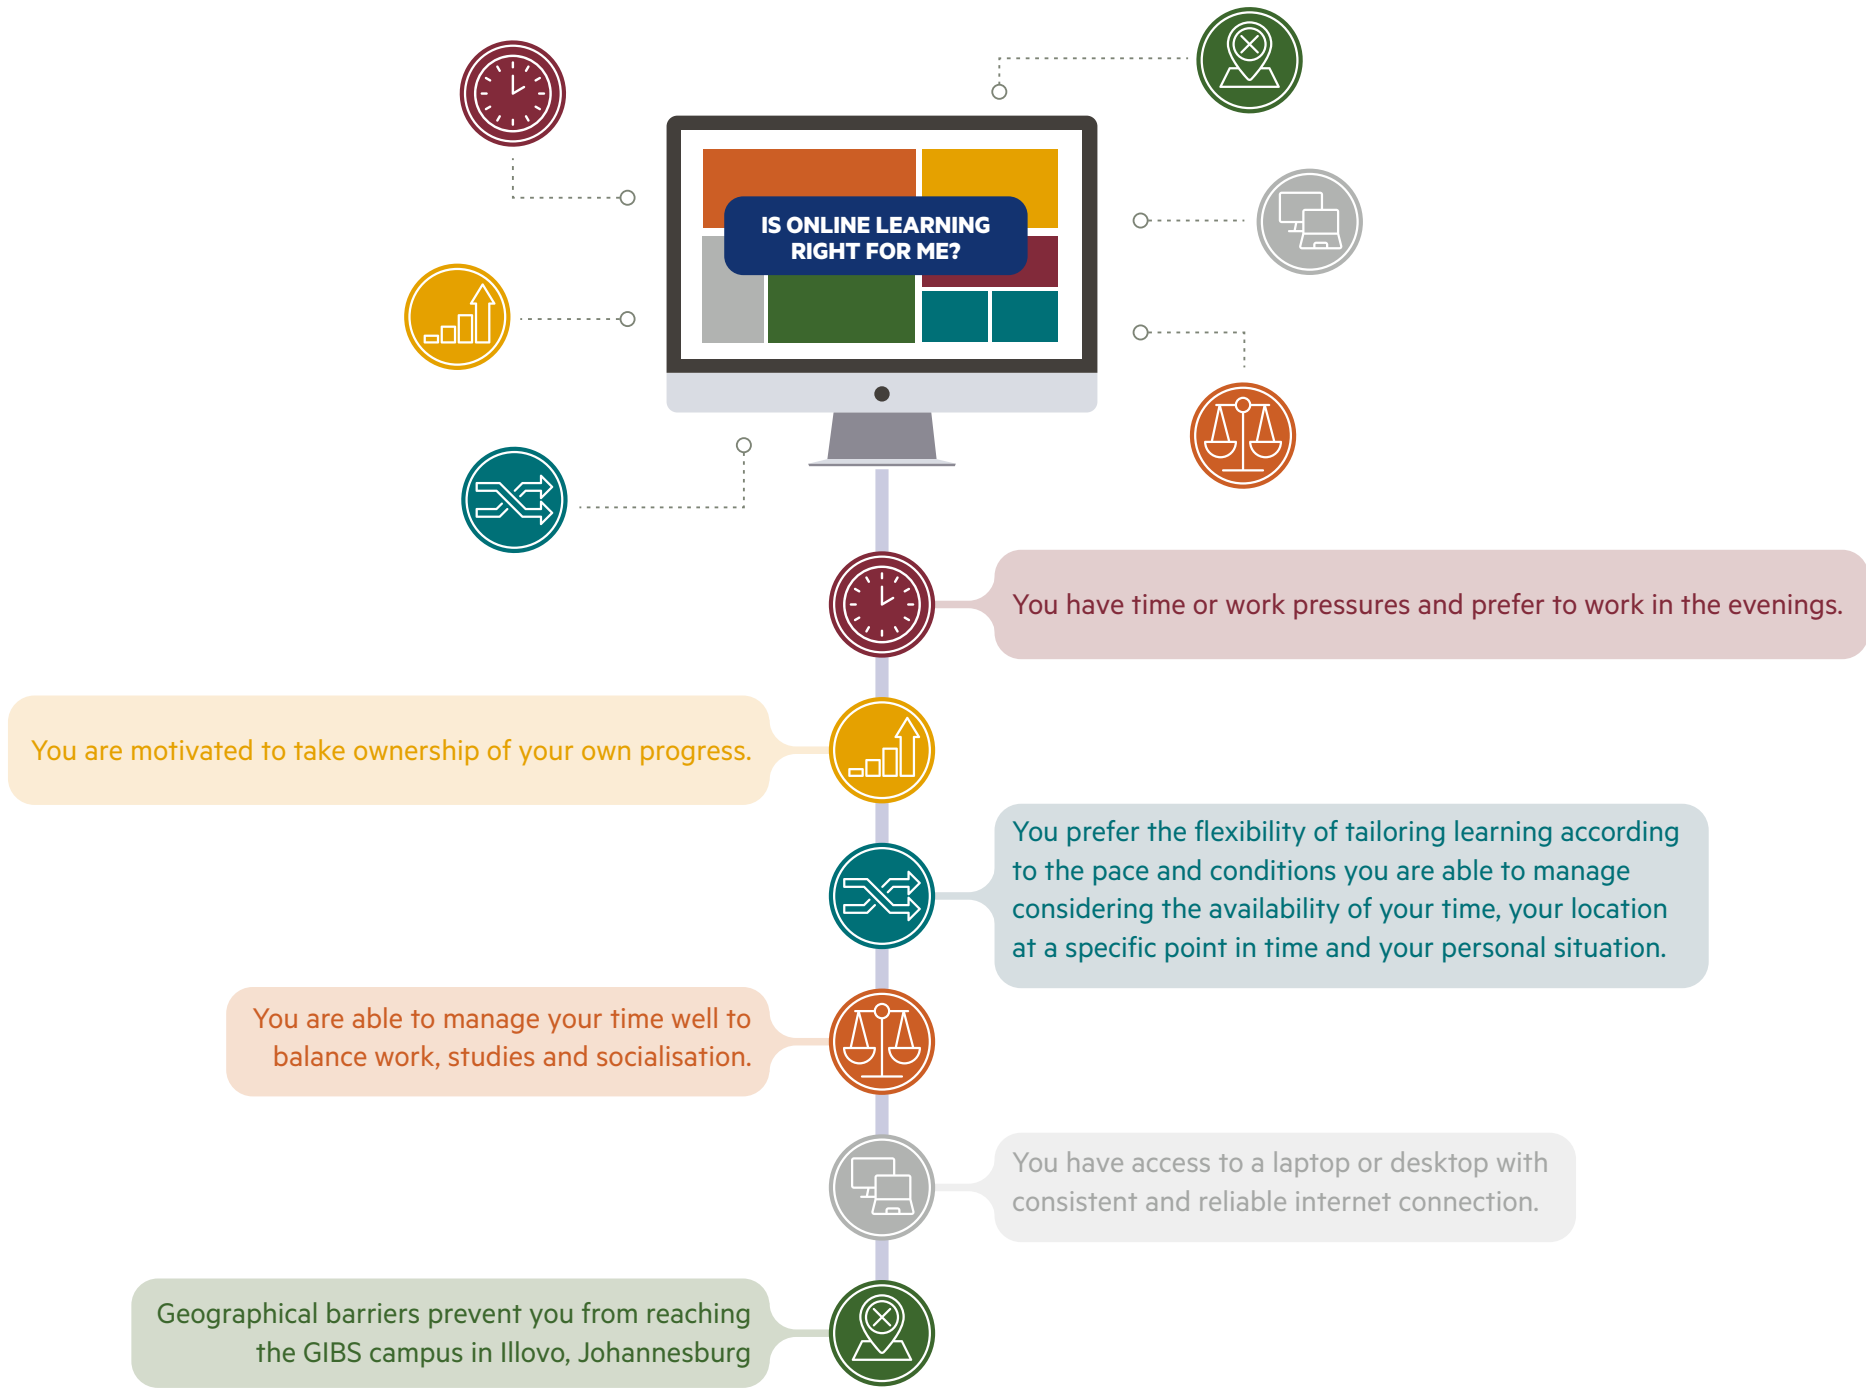 IS ONLINE LEARNING
RIGHT FOR ME?
You have time or work pressures and prefer to work in the evenings.
You are motivated to take ownership of your own progress.
You prefer the flexibility of tailoring learning according
to the pace and conditions you are able to manage
considering the availability of your time, your location
at a specific point in time and your personal situation.
You are able to manage your time well to
balance work, studies and socialisation.
You have access to a laptop or desktop with
consistent and reliable internet connection.
Geographical barriers prevent you from reaching
the GIBS campus in Illovo, Johannesburg